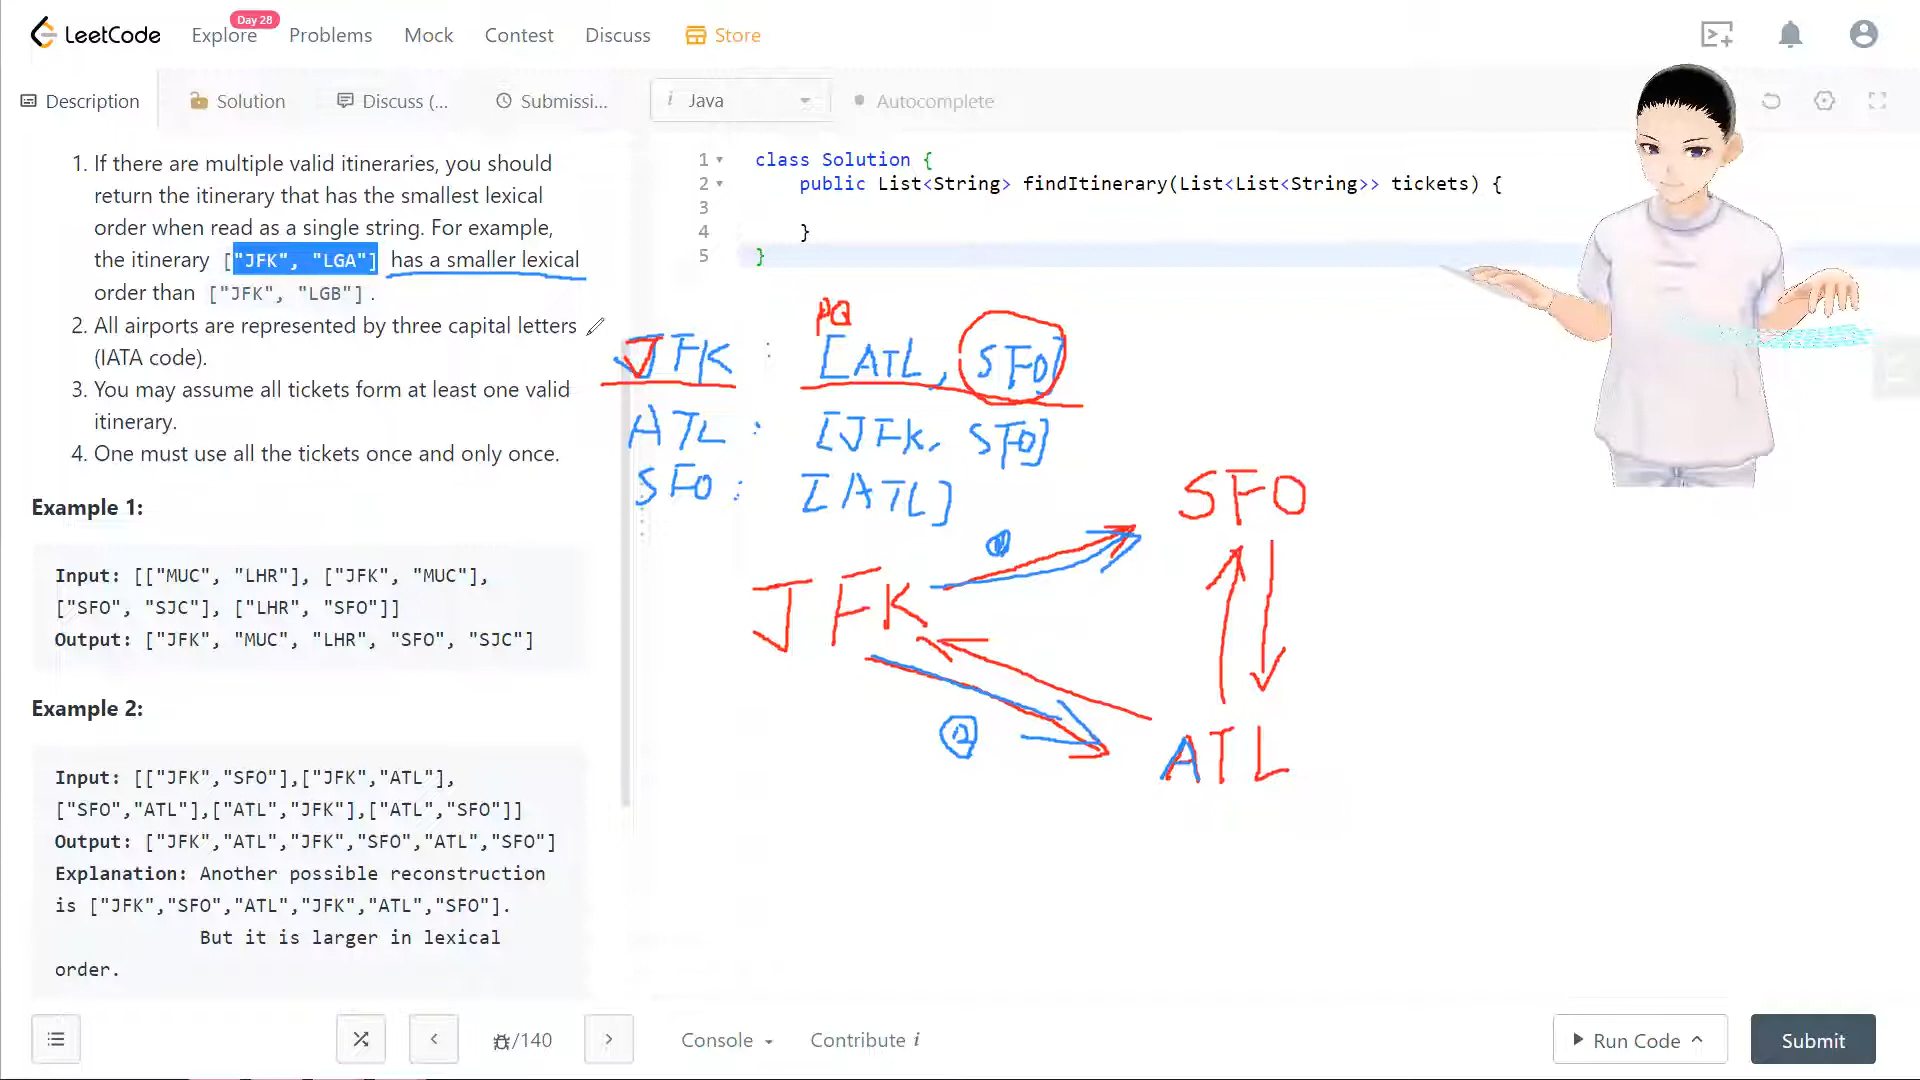 LeetCode
Explore
Day 28
Problems
Mock
Contest
Discuss
Store
Description
Solution
Discuss (...
Submissi...
i Java
Autocomplete
1. If there are multiple valid itineraries, you should
return the itinerary that has the smallest lexical
order when read as a single string. For example,
the itinerary ["JFK", "LGA"] has a smaller lexical
order than ["JFK", "LGB"] .
2. All airports are represented by three capital letters
(IATA code).
3. You may assume all tickets form at least one valid
itinerary.
4. One must use all the tickets once and only once.
Example 1:
Input: [["MUC", "LHR"], ["JFK", "MUC"],
["SFO", "SJC"], ["LHR", "SFO"]]
Output: ["JFK", "MUC", "LHR", "SFO", "SJC"]
Example 2:
Input: [["JFK","SFO"],["JFK","ATL"],
["SFO","ATL"],["ATL","JFK"],["ATL","SFO"]]
Output: ["JFK","ATL","JFK","SFO","ATL","SFO"]
Explanation: Another possible reconstruction
is ["JFK","SFO","ATL","JFK","ATL","SFO"].
But it is larger in lexical
order.
1 class Solution {
2 public List<String> findItinerary(List<List<String>> tickets) {
3
4 }
5 }
PQ
JFK : [ATL, SFO]
ATL : [JFK, SFO]
SFO : [ATL]
SFO
1
JFK
2
ATL
/140
Console
Contribute i
Run Code
Submit